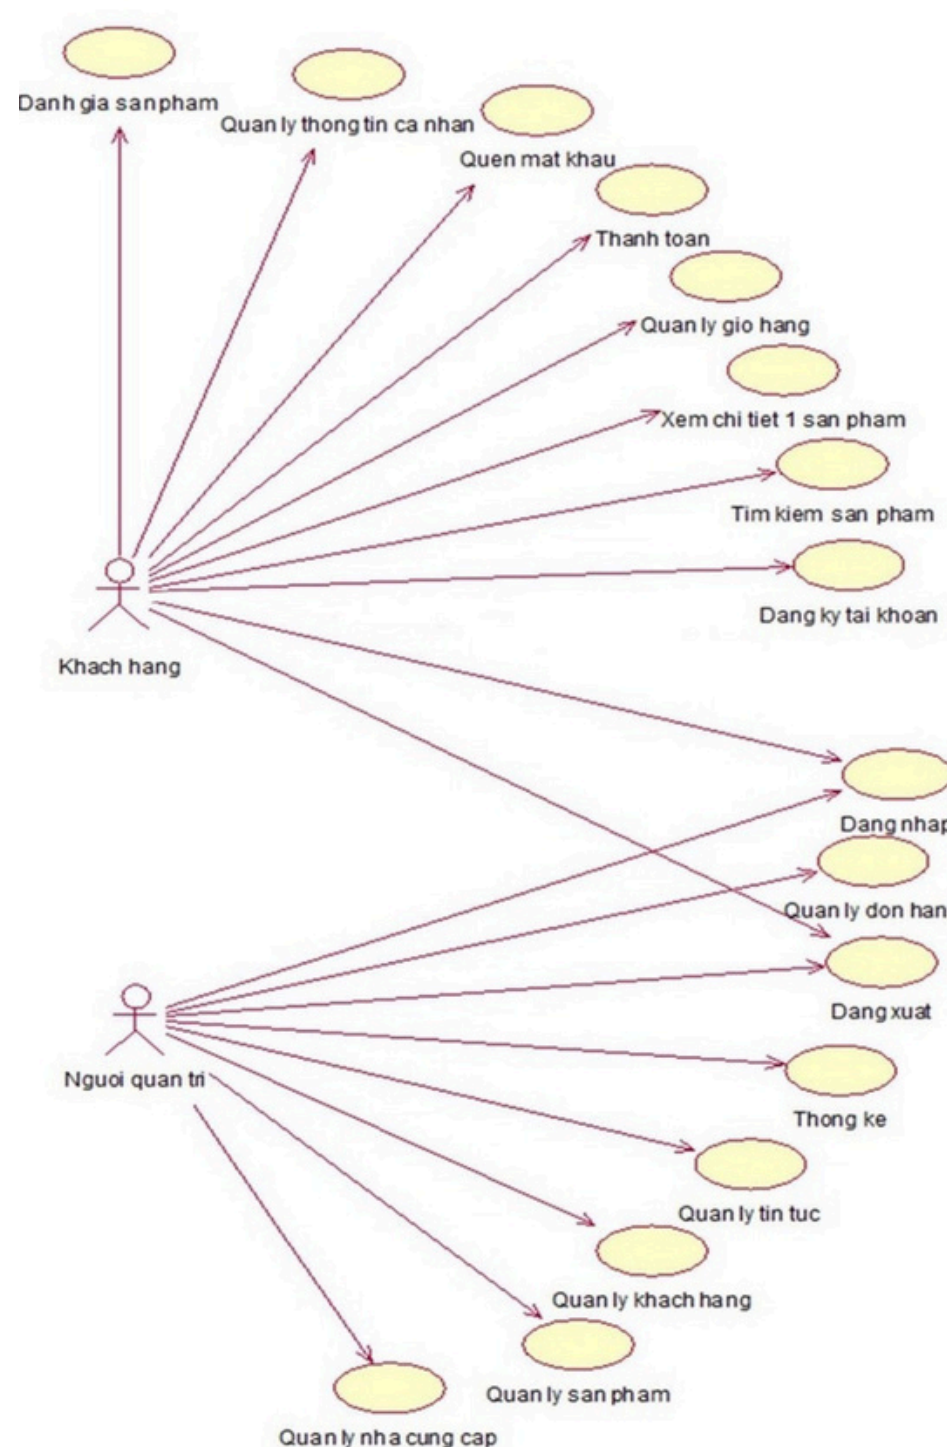 Danh gia san pham
Quan ly thong tin ca nhan
Quen mat khau
Thanh toan
Quan ly gio hang
Xem chi tiet 1 san pham
Tim kiem san pham
Dang ky tai khoan
Khach hang
Dang nhap
Quan ly don han
Dang xuat
Nguoi quan tri
Thong ke
Quan ly tin tuc
Quan ly khach hang
Quan ly san pham
Quan ly nha cung cap